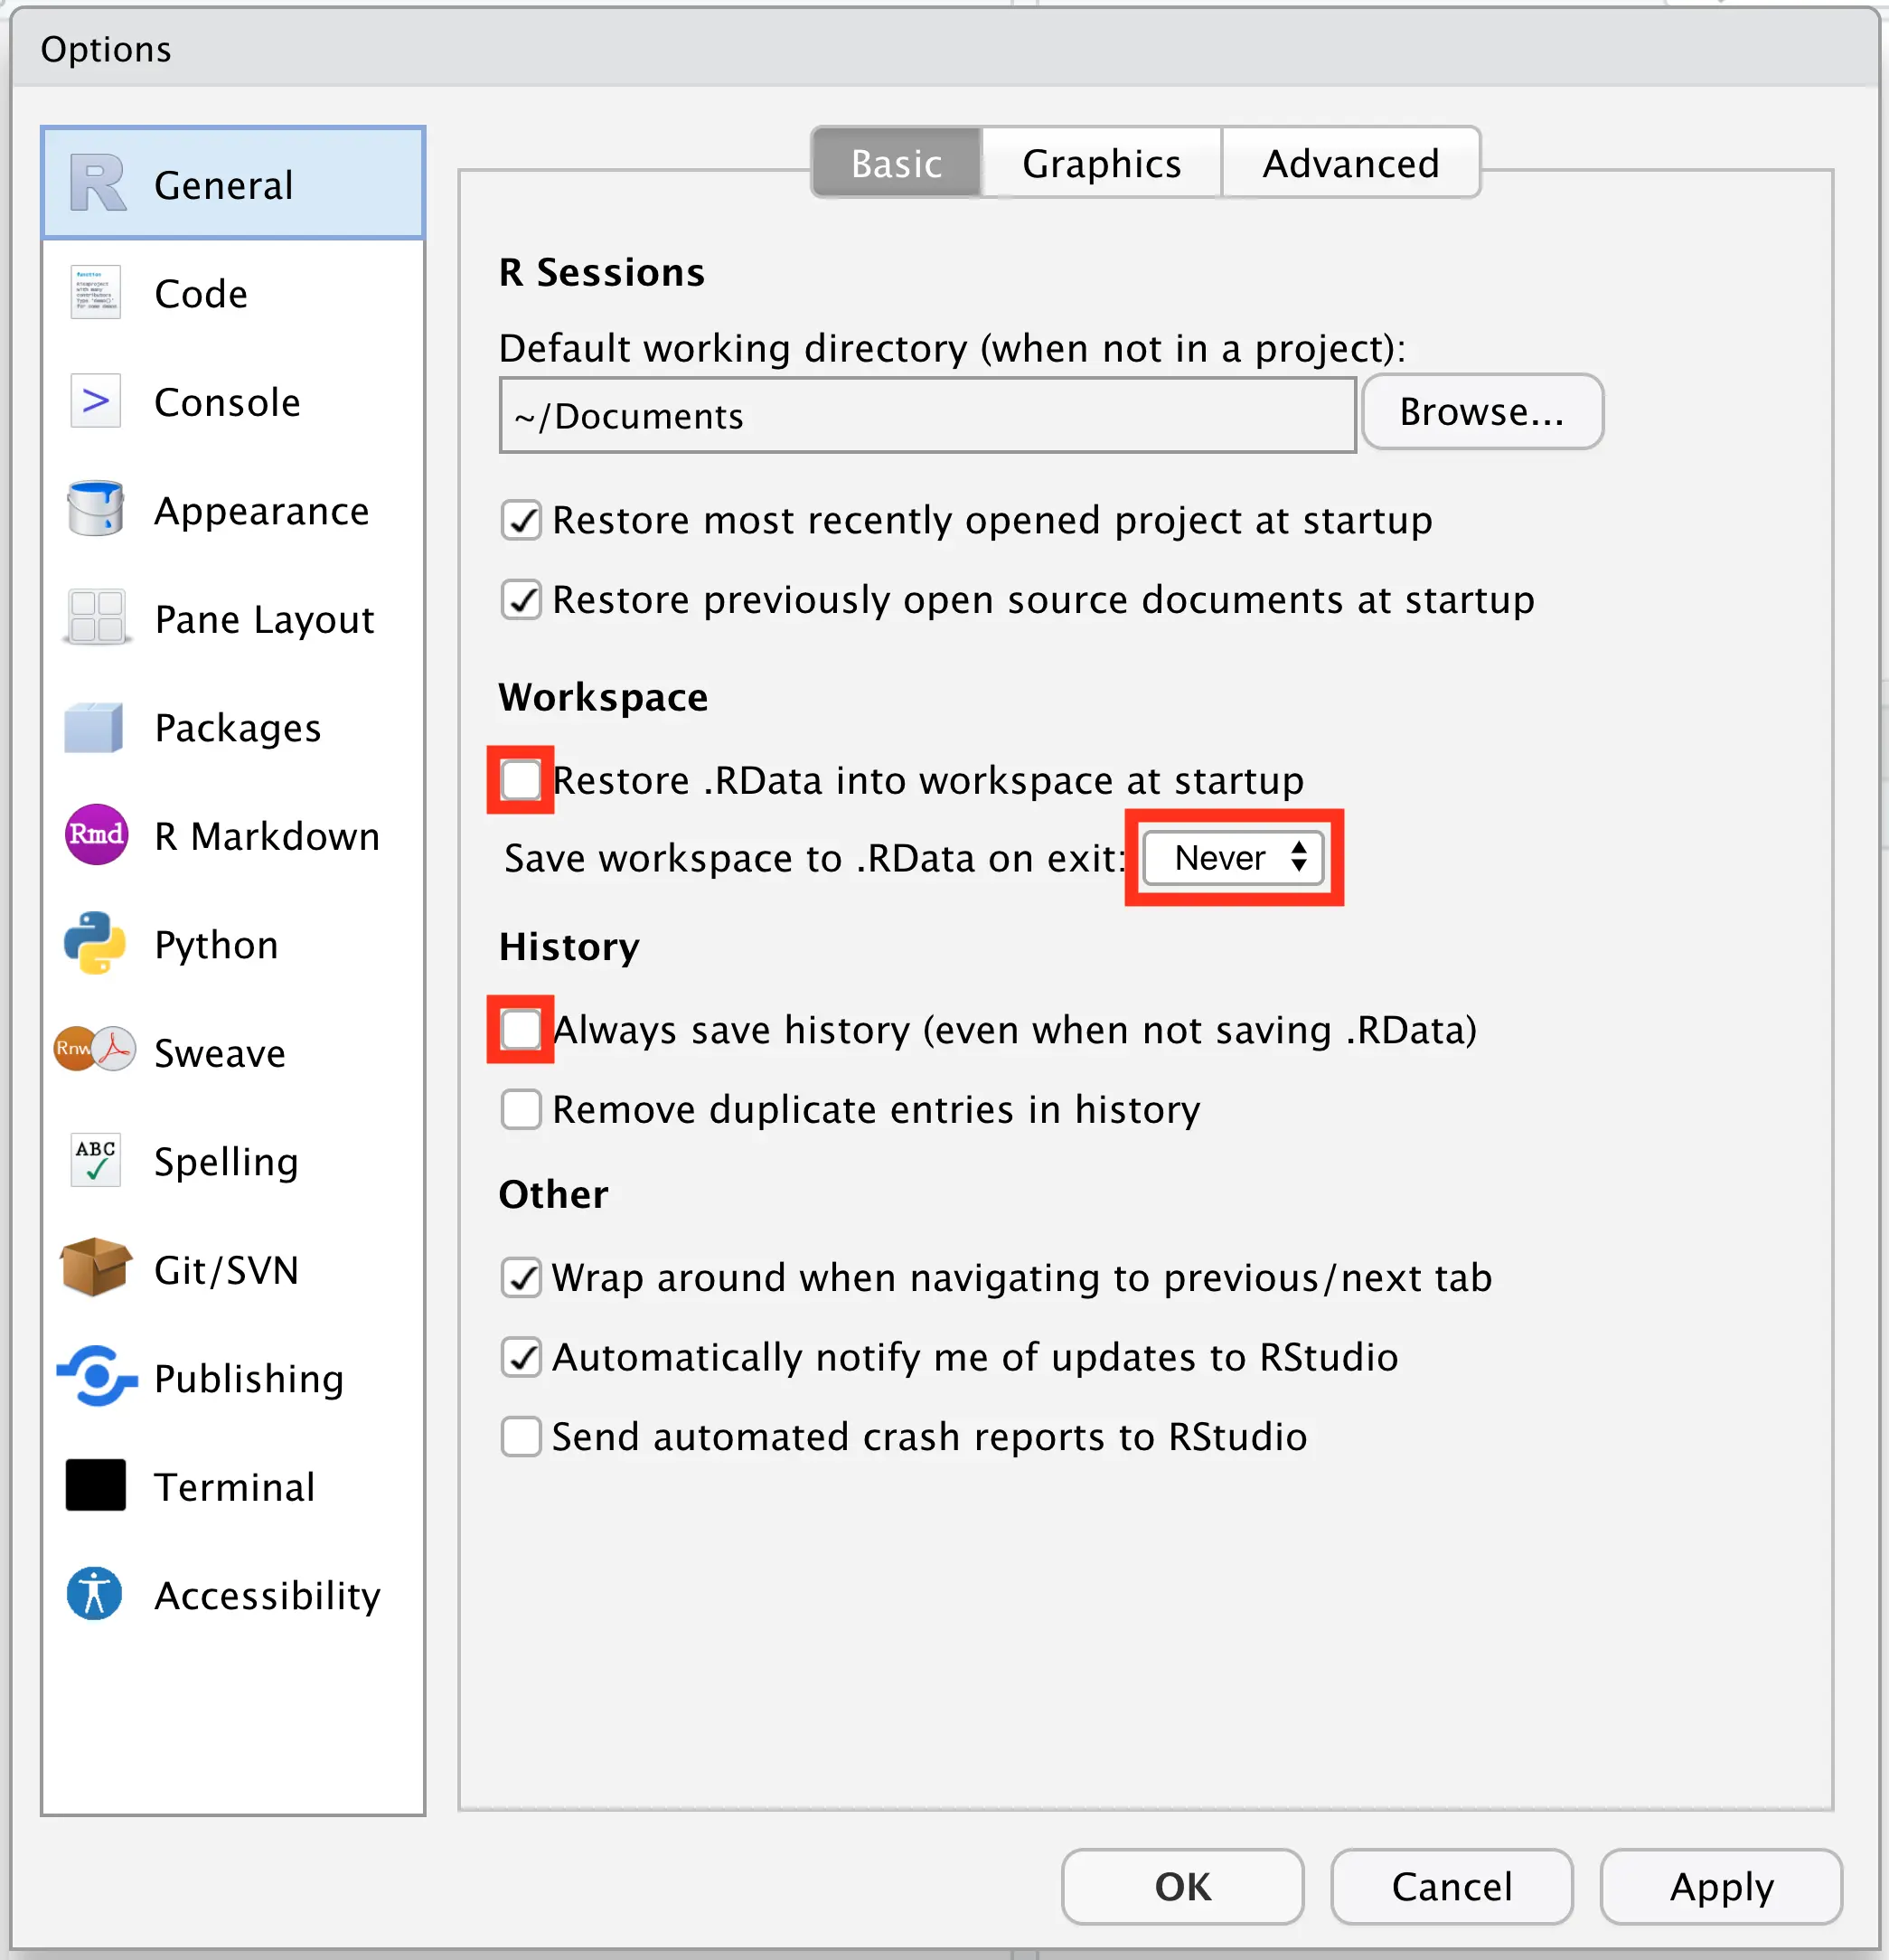 Options
General
Code
Console
Appearance
Pane Layout
Packages
Rmd R Markdown
Python
Rnw Sweave
ABC Spelling
Git/SVN
Publishing
Terminal
Accessibility
Basic Graphics Advanced
R Sessions
Default working directory (when not in a project):
~/Documents Browse...
Restore most recently opened project at startup
Restore previously open source documents at startup
Workspace
Restore .RData into workspace at startup
Save workspace to .RData on exit: Never
History
Always save history (even when not saving .RData)
Remove duplicate entries in history
Other
Wrap around when navigating to previous/next tab
Automatically notify me of updates to RStudio
Send automated crash reports to RStudio
OK Cancel Apply